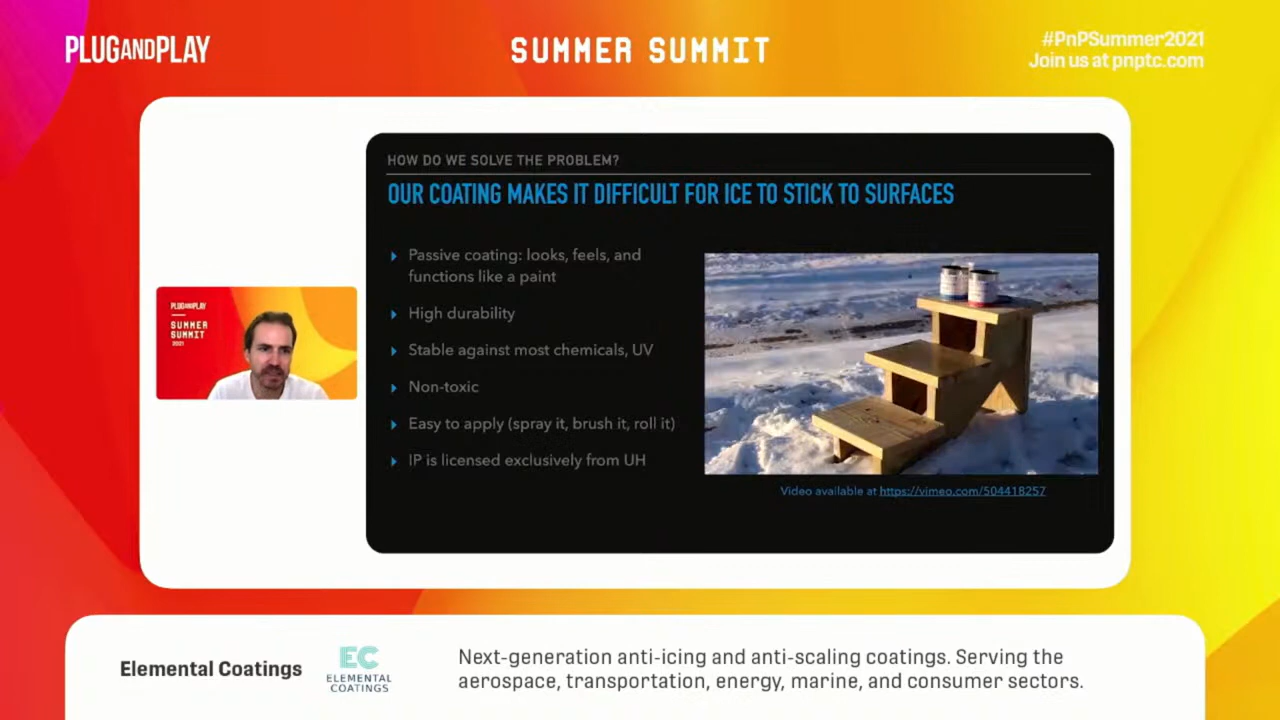 PLUGANDPLAY
SUMMER SUMMIT
#PnPSummer2021
Join us at pnptc.com
HOW DO WE SOLVE THE PROBLEM?
OUR COATING MAKES IT DIFFICULT FOR ICE TO STICK TO SURFACES
Passive coating: looks, feels, and
functions like a paint
High durability
Stable against most chemicals, UV
Non-toxic
Easy to apply (spray it, brush it, roll it)
IP is licensed exclusively from UH
Video available at https://vimeo.com/504418257
PLUGANDPLAY
SUMMER
SUMMIT
2021
Elemental Coatings
EC
ELEMENTAL
COATINGS
Next-generation anti-icing and anti-scaling coatings. Serving the
aerospace, transportation, energy, marine, and consumer sectors.